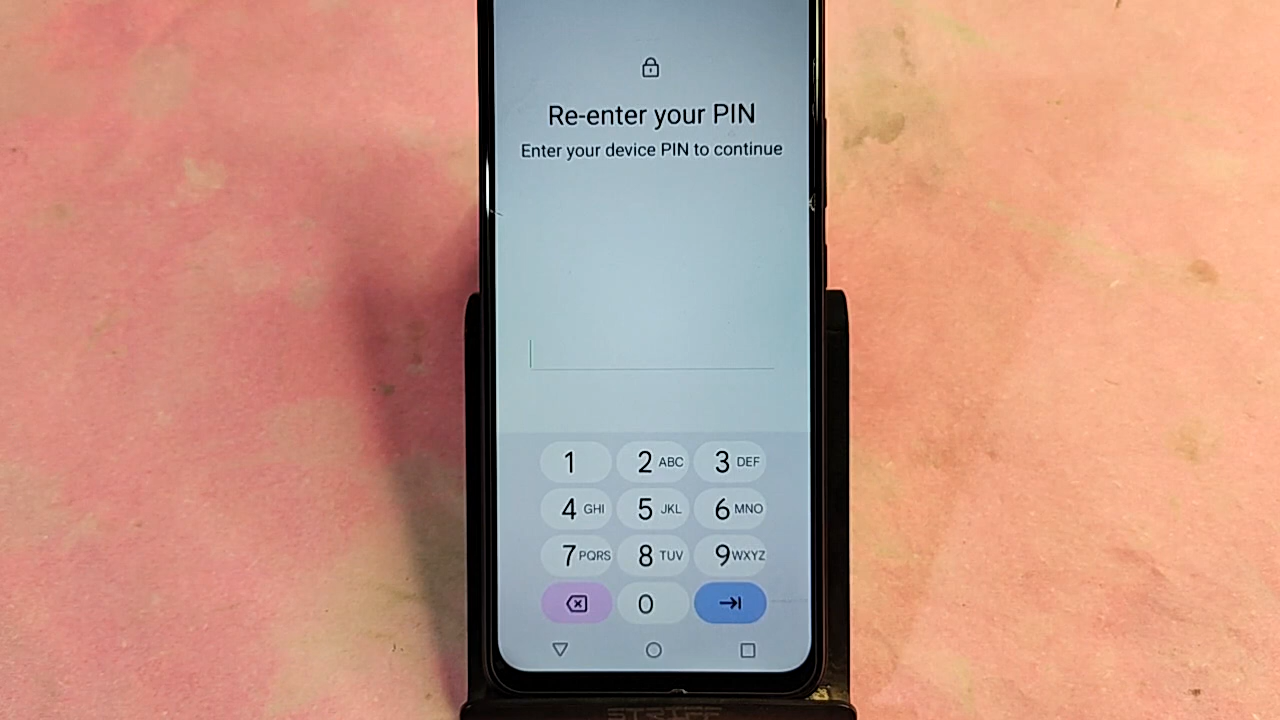 Re-enter your PIN
Enter your device PIN to continue
1 2 ABC 3 DEF
4 GHI 5 JKL 6 MNO
7 PQRS 8 TUV 9 WXYZ
0
STRIFF